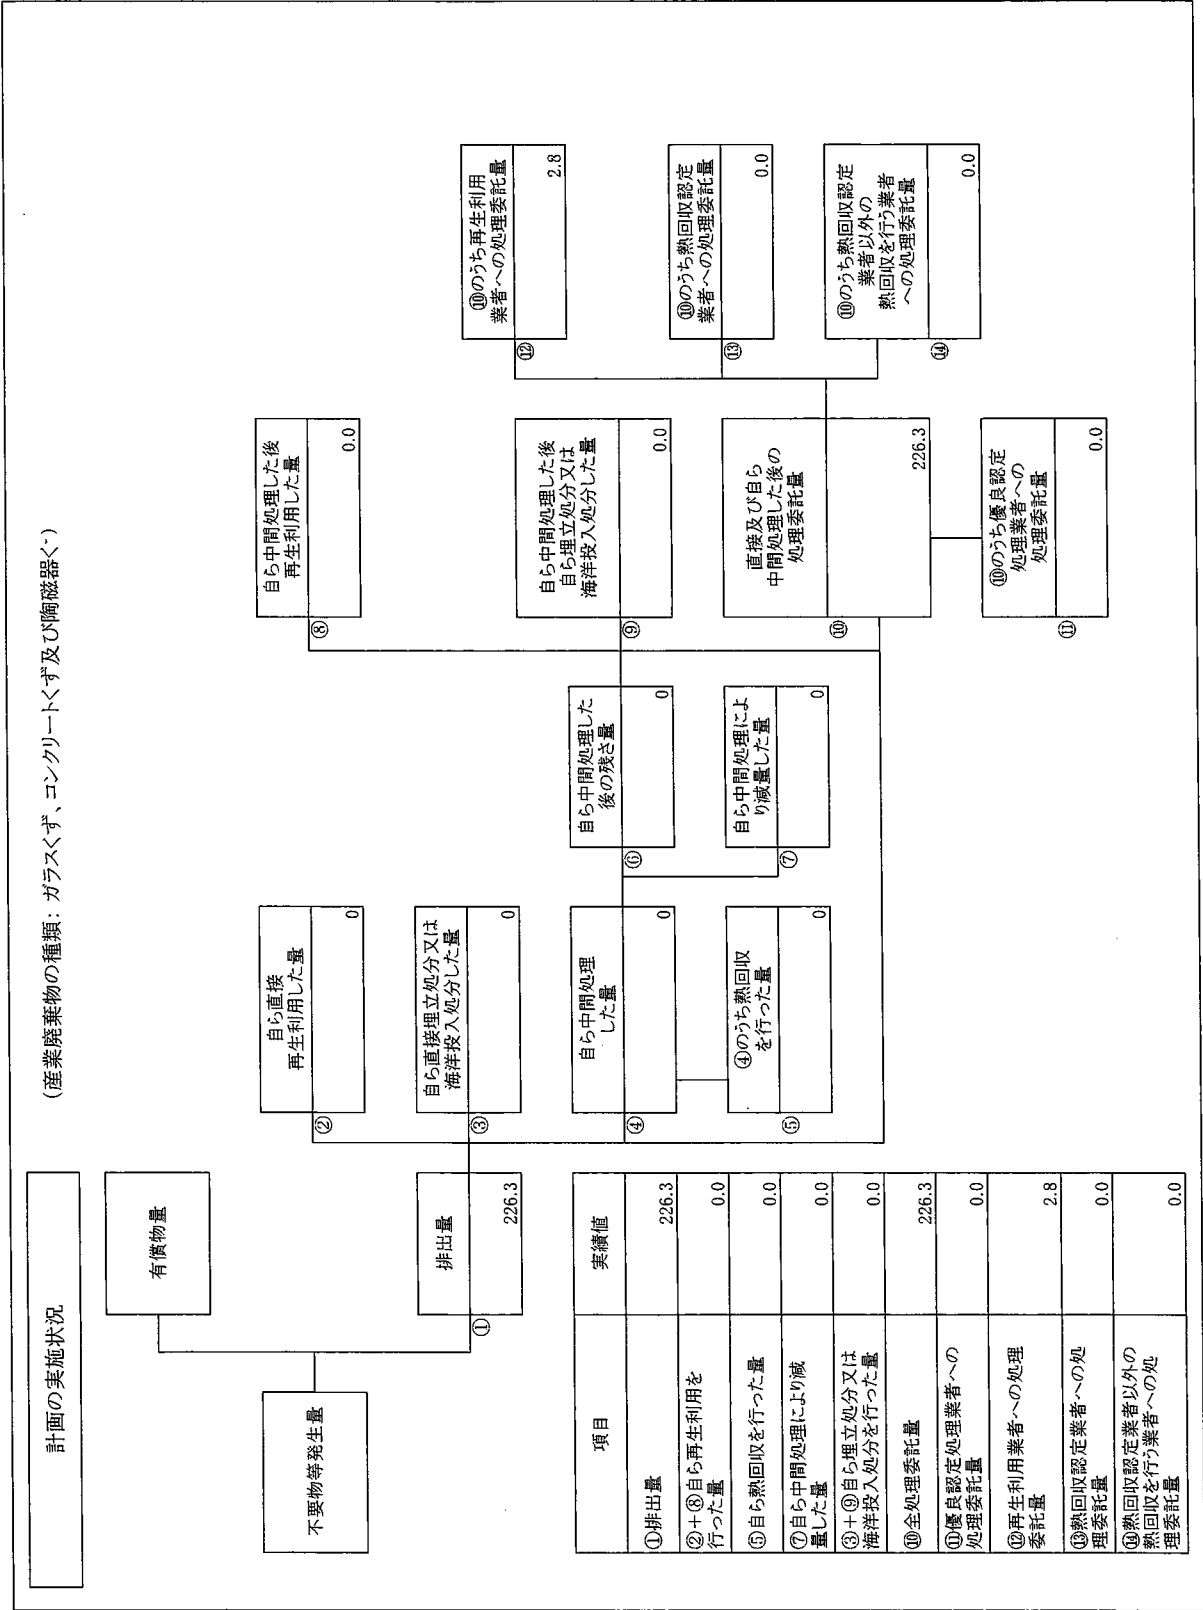 計画の実施状況
(産業廃棄物の種類：ガラスくず、コンクリートくず及び陶磁器く
不要物等発生量
有償物量
①
排出量
226.3
②
自ら直接
再生利用した量
0
③
自ら直接埋立処分又は
海洋投入処分した量
0
④
自ら中間処理
した量
0
⑤
④のうち熱回収
を行った量
0
⑥
自ら中間処理した
後の残さ量
0
⑦
自ら中間処理によ
り減量した量
0
⑧
自ら中間処理した後
再生利用した量
0.0
⑨
自ら中間処理した後
自ら埋立処分又は
海洋投入処分した量
0.0
⑩
直接及び自ら
中間処理した後の
処理委託量
226.3
⑪
⑩のうち優良認定
処理業者への
処理委託量
0.0
⑫
⑩のうち再生利用
業者への処理委託量
2.8
⑬
⑩のうち熱回収認定
業者への処理委託量
0.0
⑭
⑩のうち熱回収認定
業者以外の
熱回収を行う業者
への処理委託量
0.0
項目 実績値
①排出量 226.3
②+⑧自ら再生利用を
行った量 0.0
⑤自ら熱回収を行った量 0.0
⑦自ら中間処理により減
量した量 0.0
③+⑨自ら埋立処分又は
海洋投入処分を行った量 0.0
⑩全処理委託量 226.3
⑪優良認定処理業者への
処理委託量 0.0
⑫再生利用業者への処理
委託量 2.8
⑬熱回収認定業者への処
理委託量 0.0
⑭熱回収認定業者以外の
熱回収を行う業者への処
理委託量 0.0